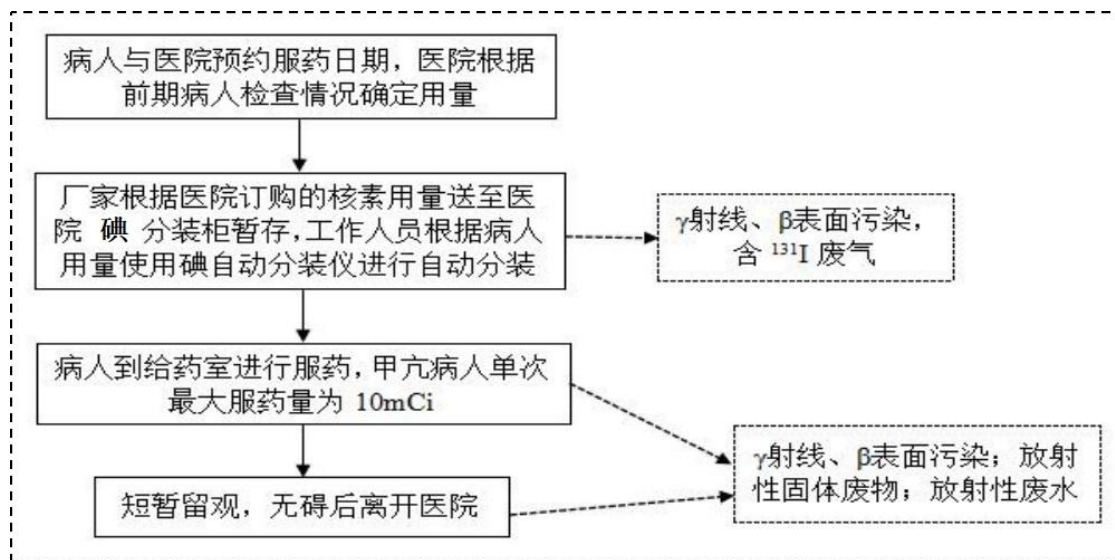 病人与医院预约服药日期，医院根据
前期病人检查情况确定用量
厂家根据医院订购的核素用量送至医
院 碘 分装柜暂存，工作人员根据病人
用量使用碘自动分装仪进行自动分装
γ射线、β表面污染，
含 ¹³¹I 废气
病人到给药室进行服药，甲亢病人单次
最大服药量为 10mCi
γ射线、β表面污染；放射
性固体废物；放射性废水
短暂留观，无碍后离开医院